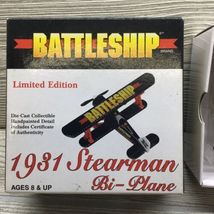 BATTLESHIP
BRAND
Limited Edition
Die-Cast Collectible
Handpainted Detail
Includes Certificate
of Authenticity
BATTLESHIP
1931 Stearman
Bi-Plane
AGES 8 & UP